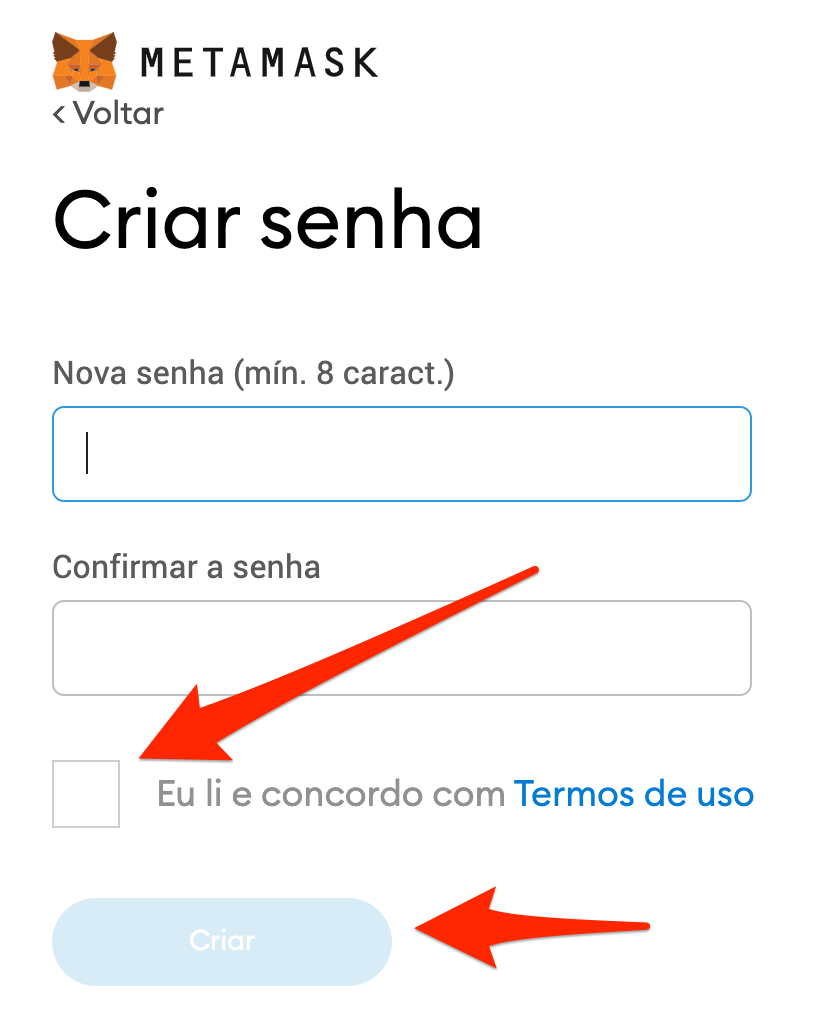 METAMASK
< Voltar
Criar senha
Nova senha (mín. 8 caract.)
Confirmar a senha
Eu li e concordo com Termos de uso
Criar